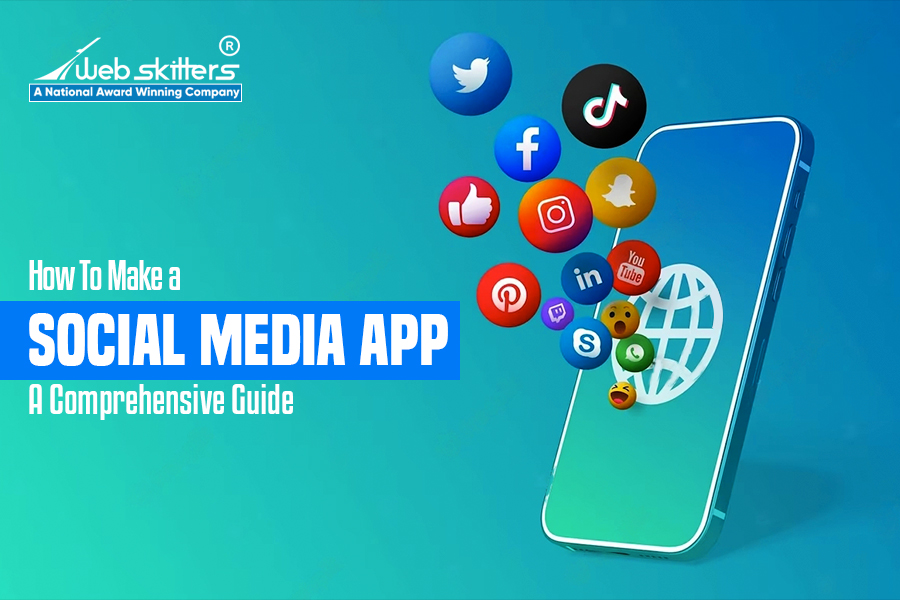 Web Skitters ®
A National Award Winning Company
How To Make a
SOCIAL MEDIA APP
A Comprehensive Guide
f
in
You
Tube
S